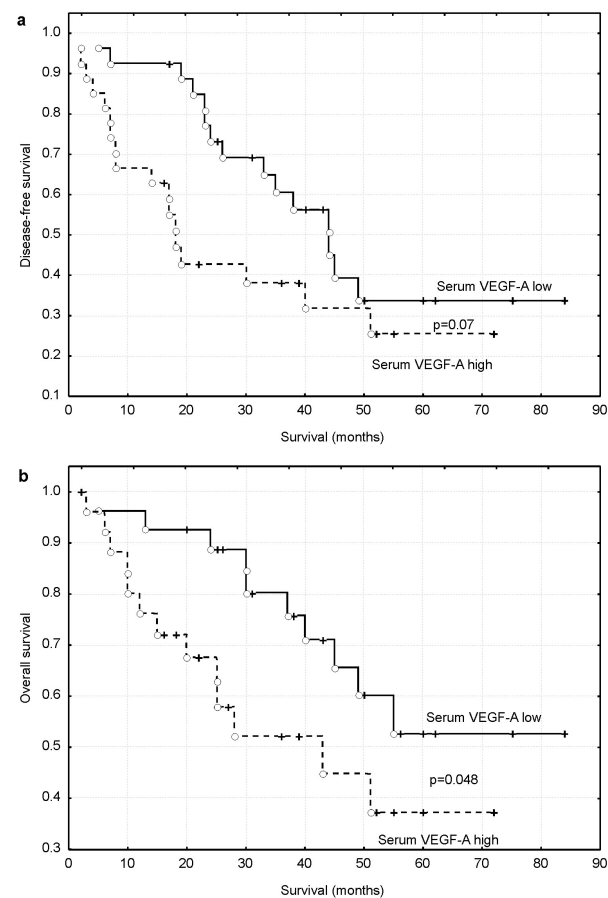 a
1.0
0.9
0.8
0.7
0.6
0.5
0.4
0.3
0.2
0.1
Disease-free survival
Serum VEGF-A low
p=0.07
Serum VEGF-A high
0 10 20 30 40 50 60 70 80 90
Survival (months)
b
1.0
0.9
0.8
0.7
0.6
0.5
0.4
0.3
Overall survival
Serum VEGF-A low
p=0.048
Serum VEGF-A high
0 10 20 30 40 50 60 70 80 90
Survival (months)